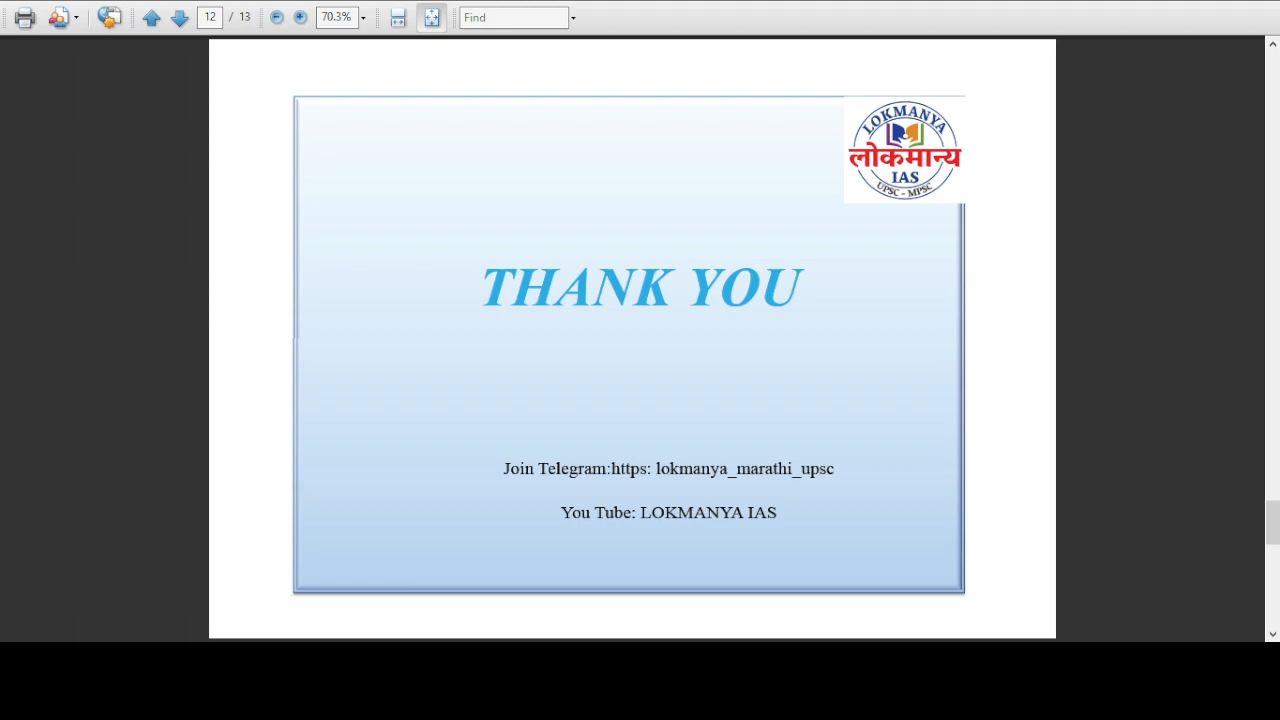 12 / 13 70.3% Find
LOKMANYA
लोकमान्य
IAS
UPSC - MPSC
THANK YOU
Join Telegram:https: lokmanya_marathi_upsc
You Tube: LOKMANYA IAS